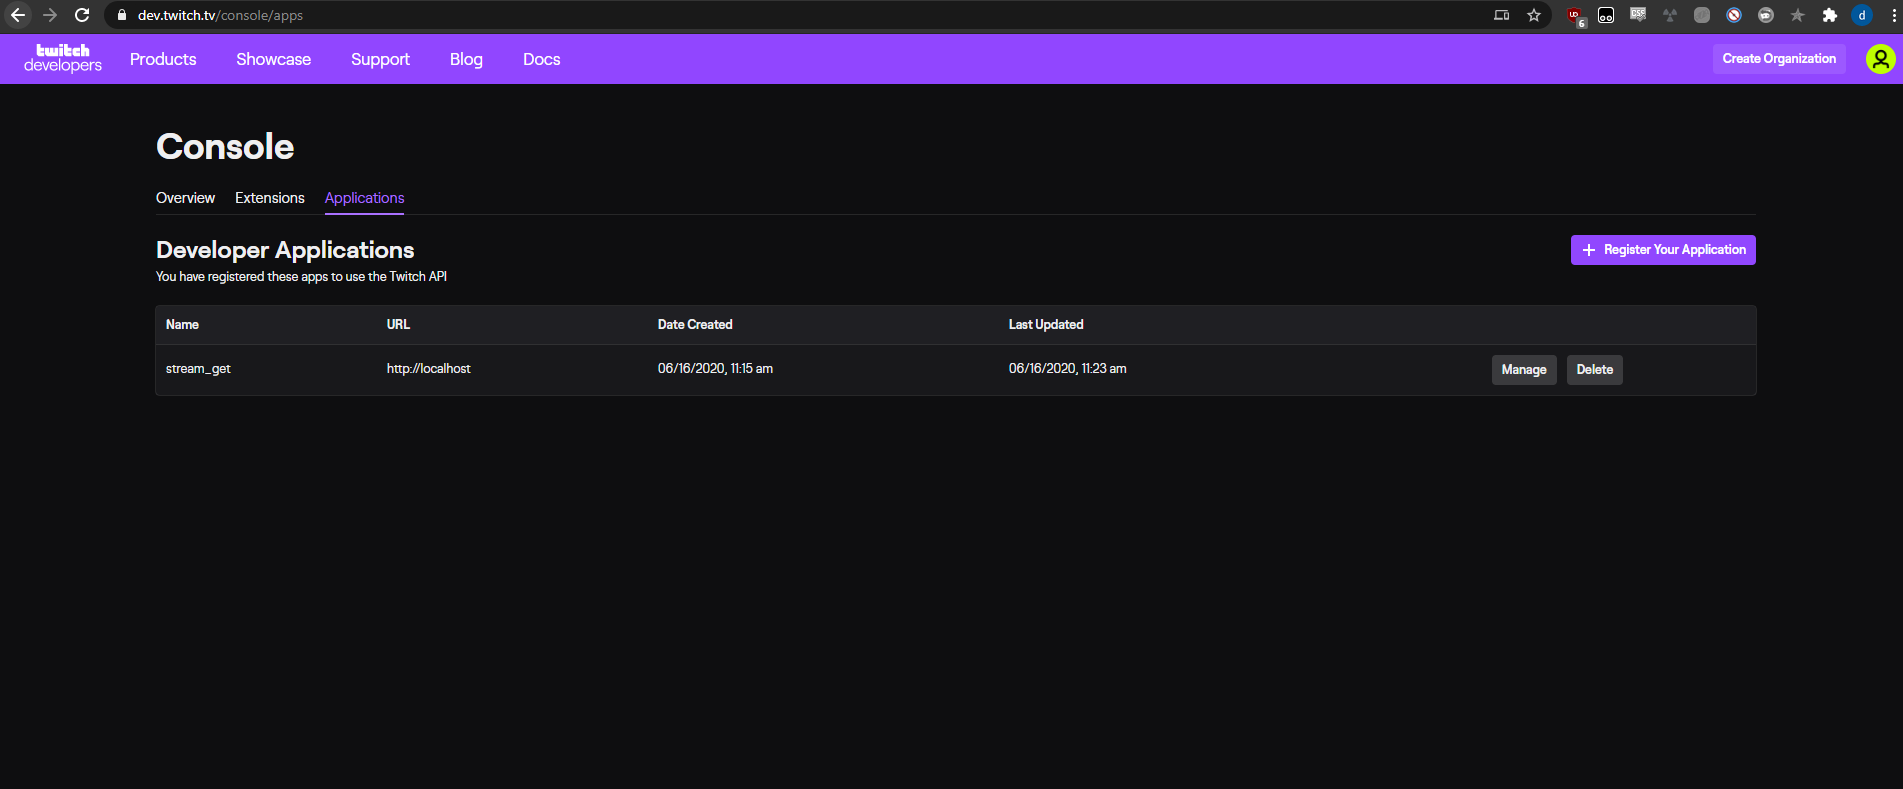 dev.twitch.tv/console/apps
6
d
twitch
developers
Products Showcase Support Blog Docs
Create Organization
Console
Overview Extensions Applications
Developer Applications
+ Register Your Application
You have registered these apps to use the Twitch API
Name URL Date Created Last Updated
stream_get http://localhost 06/16/2020, 11:15 am 06/16/2020, 11:23 am Manage Delete